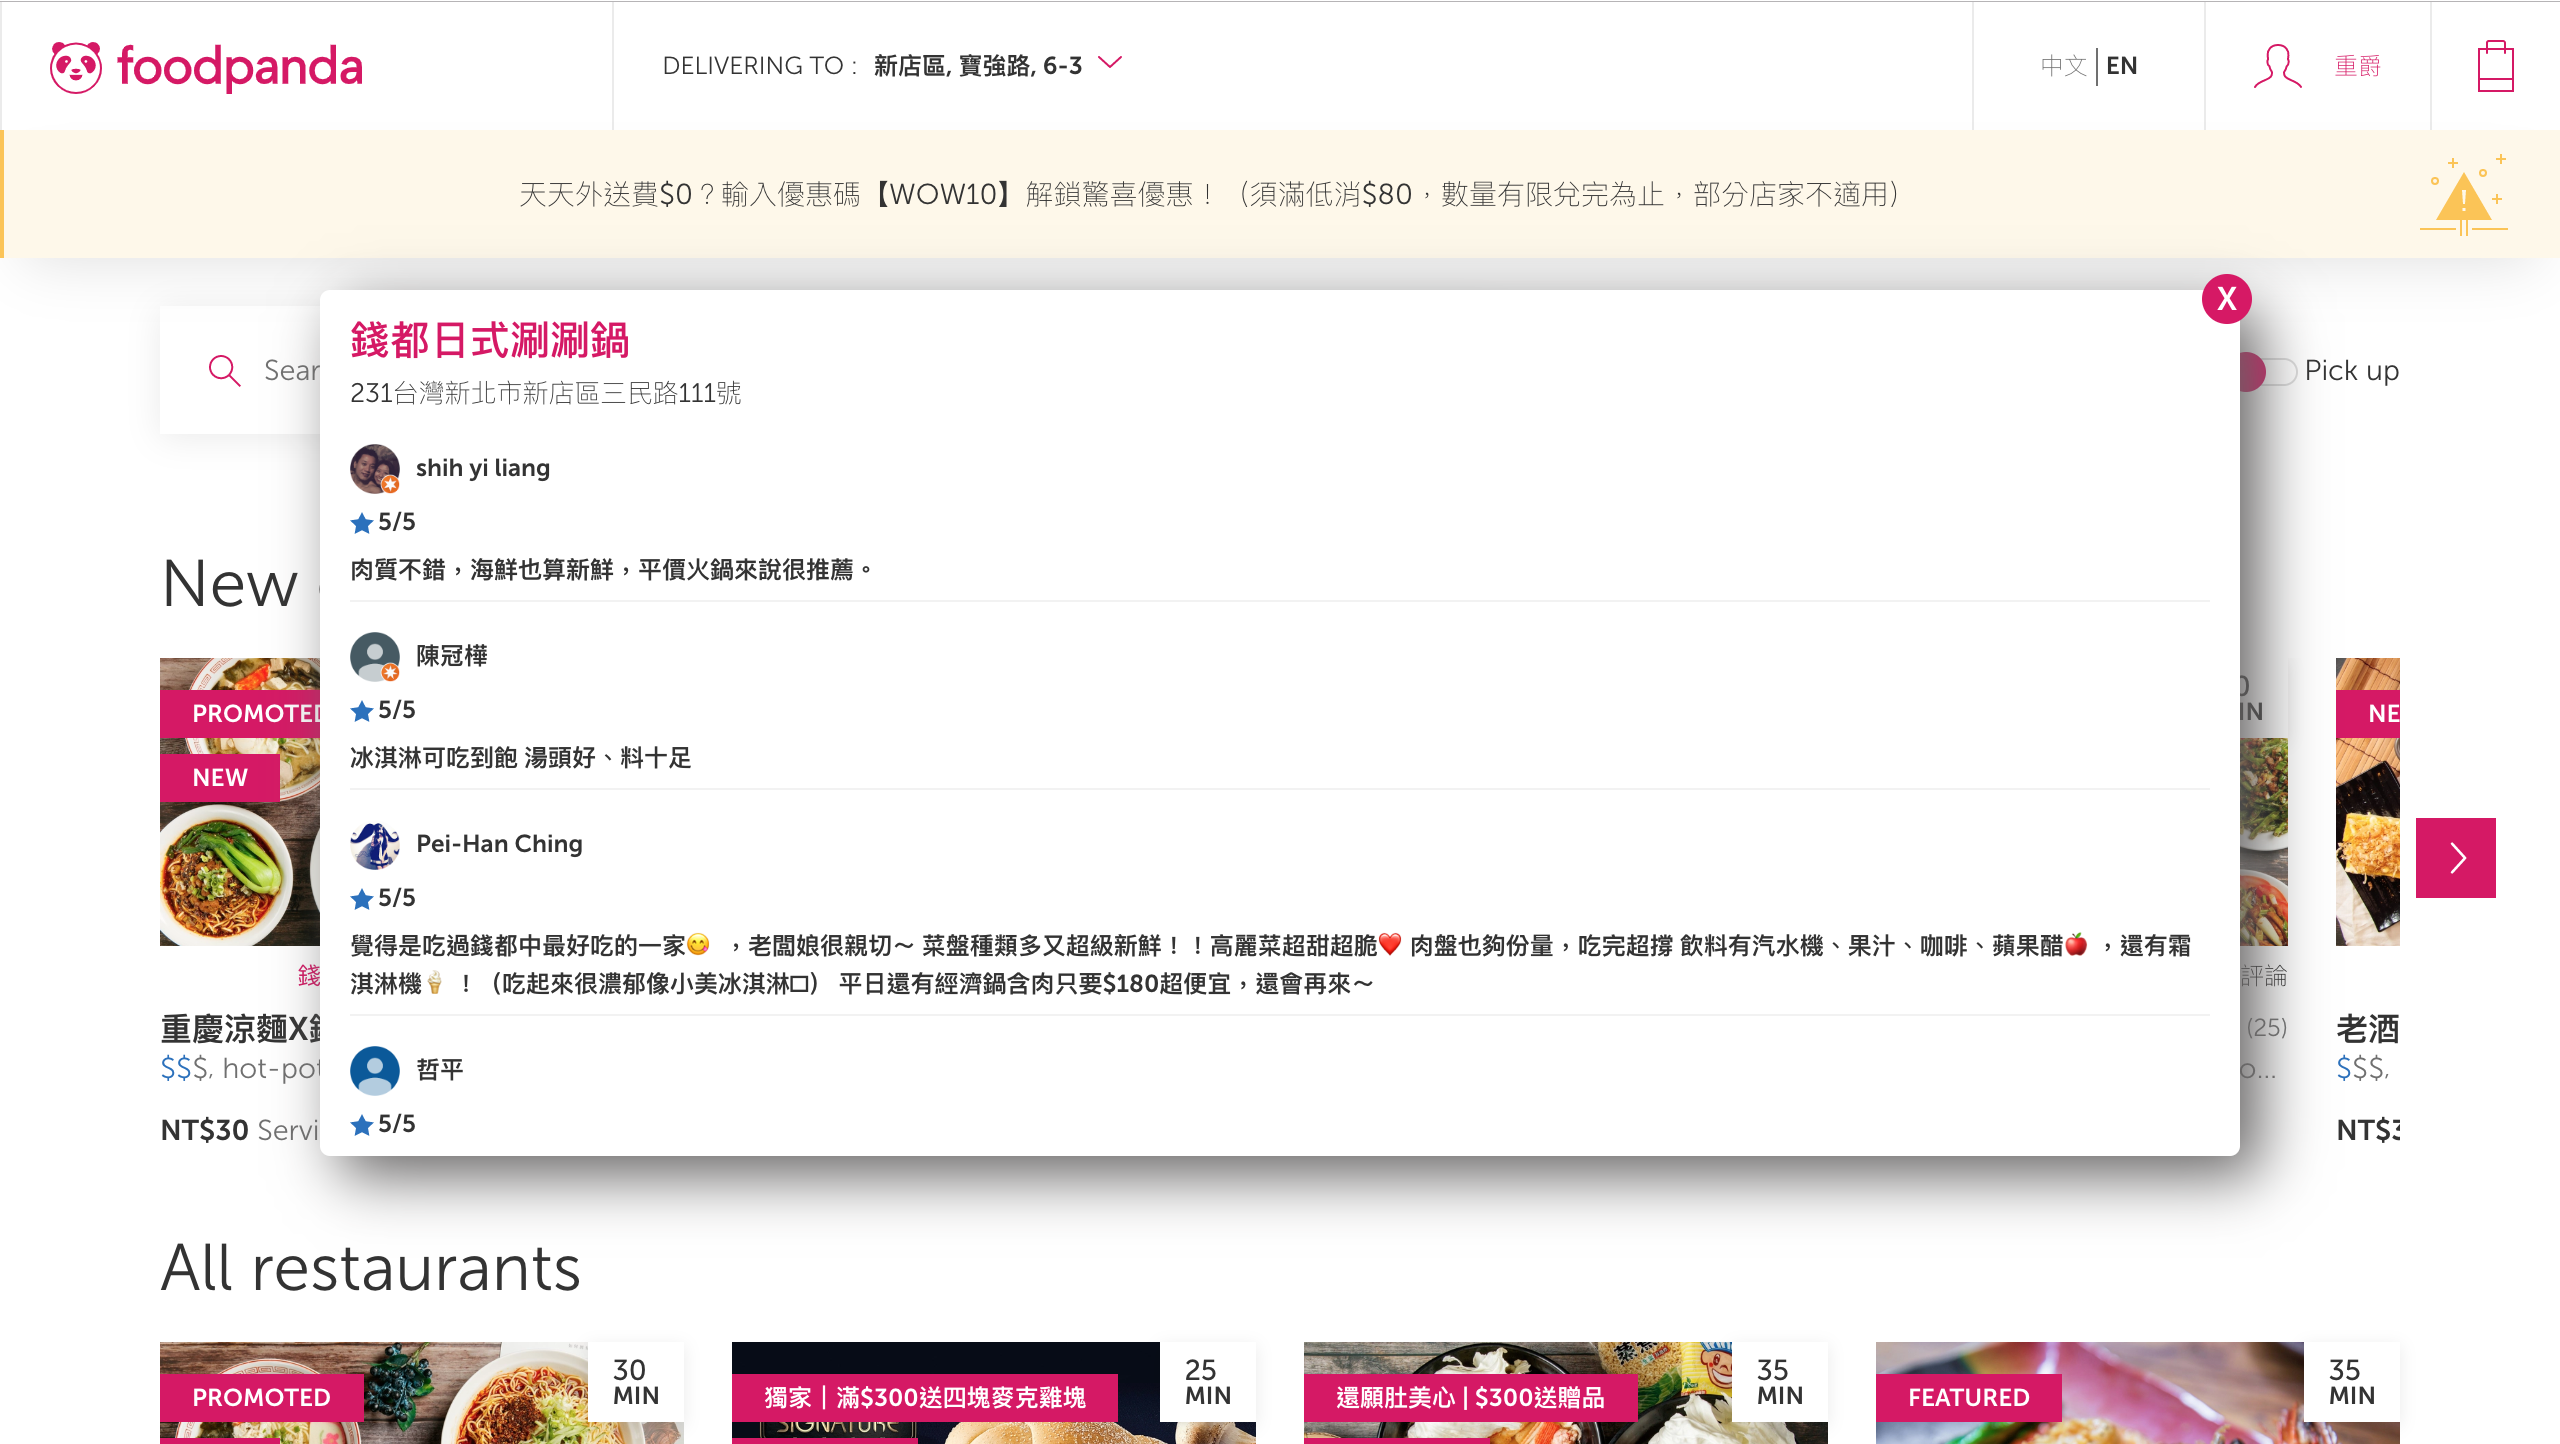 foodpanda
DELIVERING TO : 新店區, 寶強路, 6-3
中文 | EN
重爵
天天外送費$0？輸入優惠碼【WOW10】解鎖驚喜優惠！（須滿低消$80，數量有限兌完為止，部分店家不適用）
X
錢都日式涮涮鍋
231台灣新北市新店區三民路111號
Sear
Pick up
shih yi liang
5/5
肉質不錯，海鮮也算新鮮，平價火鍋來說很推薦。
New
陳冠樺
5/5
冰淇淋可吃到飽 湯頭好、料十足
PROMOTED
NEW
IN
NE
Pei-Han Ching
5/5
覺得是吃過錢都中最好吃的一家😋 ，老闆娘很親切～ 菜盤種類多又超級新鮮！！高麗菜超甜超脆❤️ 肉盤也夠份量，吃完超撐 飲料有汽水機、果汁、咖啡、蘋果醋🍎 ，還有霜
淇淋機🍦 ！（吃起來很濃郁像小美冰淇淋□） 平日還有經濟鍋含肉只要$180超便宜，還會再來～
錢
評論
重慶涼麵X
(25)
老酒
$$$, hot-pot
o...
$$$,
哲平
5/5
NT$30 Servi
NT$3
All restaurants
PROMOTED
30
MIN
獨家｜滿$300送四塊麥克雞塊
SIGNATURE
25
MIN
還願肚美心 | $300送贈品
35
MIN
FEATURED
35
MIN